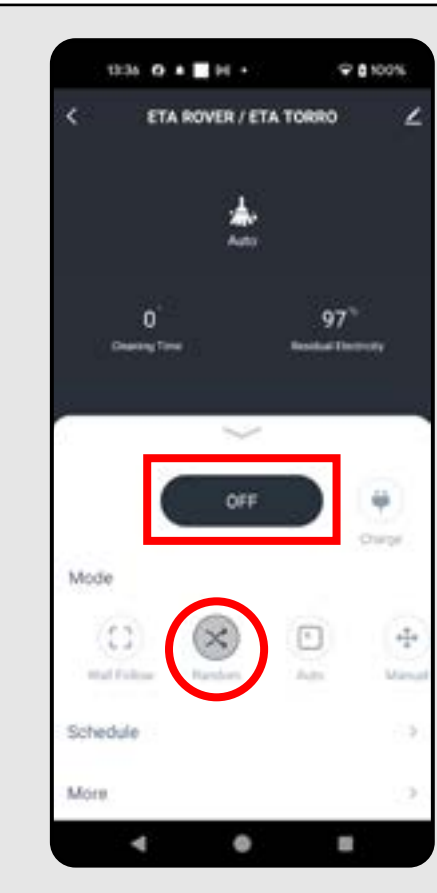 13:36 100%
ETA ROVER / ETA TORRO
Auto
0 97%
Cleaning Time Residual Electricity
OFF
Charge
Mode
Wall Follow Random Auto Manual
Schedule
More